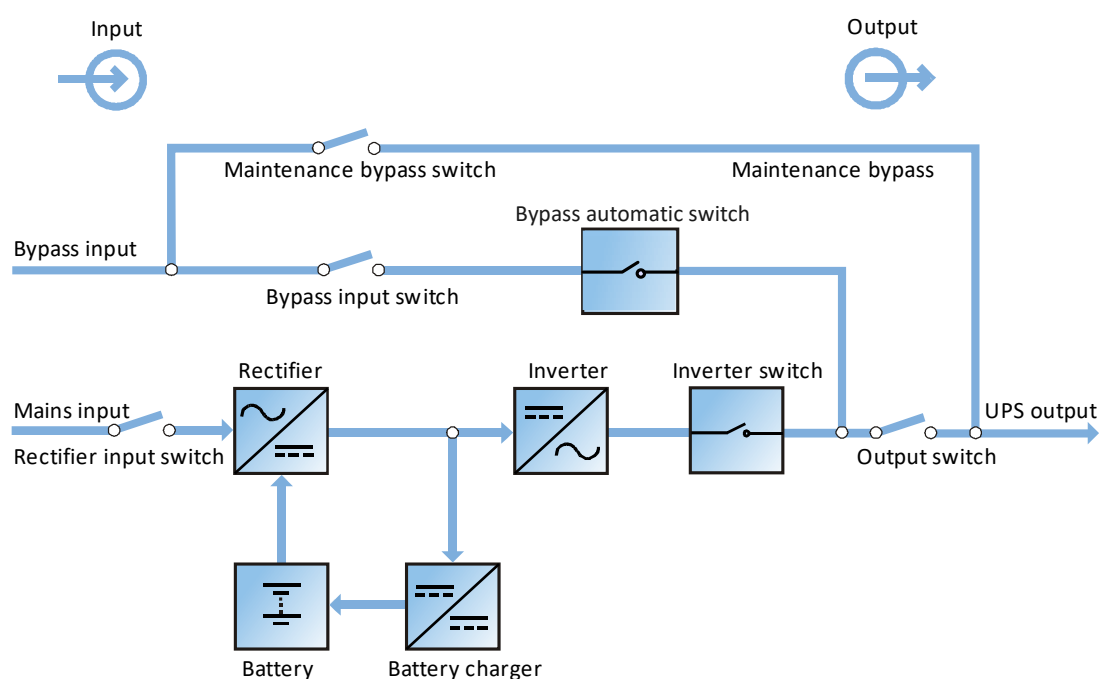 Input
Output
Maintenance bypass switch
Maintenance bypass
Bypass automatic switch
Bypass input
Bypass input switch
Rectifier
Inverter
Inverter switch
Mains input
UPS output
Rectifier input switch
Output switch
Battery
Battery charger